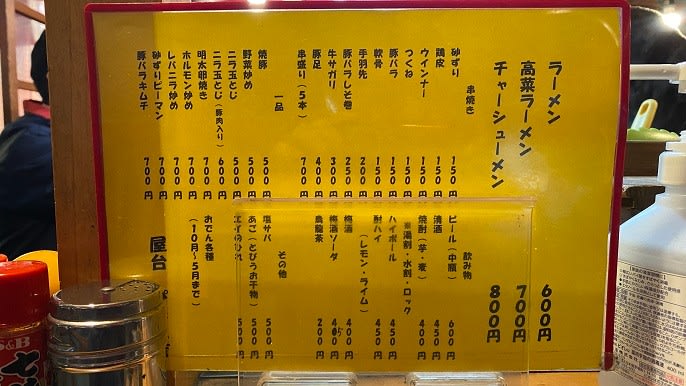 ラーメン 600円
高菜ラーメン 700円
チャーシューメン 800円
串焼き
砂ずり 150円
鶏皮 150円
ウインナー 150円
つくね 150円
豚バラ 150円
軟骨 150円
手羽先 200円
豚バラしそ巻 250円
牛サガリ 300円
豚足 400円
串盛り(5本) 700円
一品
焼豚 500円
野菜炒め 500円
ニラ玉とじ 500円
ニラ玉とじ(豚肉入り) 600円
明太卵焼き 700円
ホルモン炒め 700円
レバニラ炒め 700円
砂ずりピーマン 700円
豚バラキムチ 700円
飲み物
ビール(中瓶) 600円
清酒 450円
焼酎(芋・麦) 400円
※湯割・水割・ロック
ハイボール 450円
酎ハイ 450円
(レモン・ライム)
梅酒 400円
梅酒ソーダ 円
烏龍茶 200円
その他
塩サバ 500円
あご(とびうお干物) 500円
エイのひれ 500円
おでん各種
(10月〜5月まで)
屋台
S&B